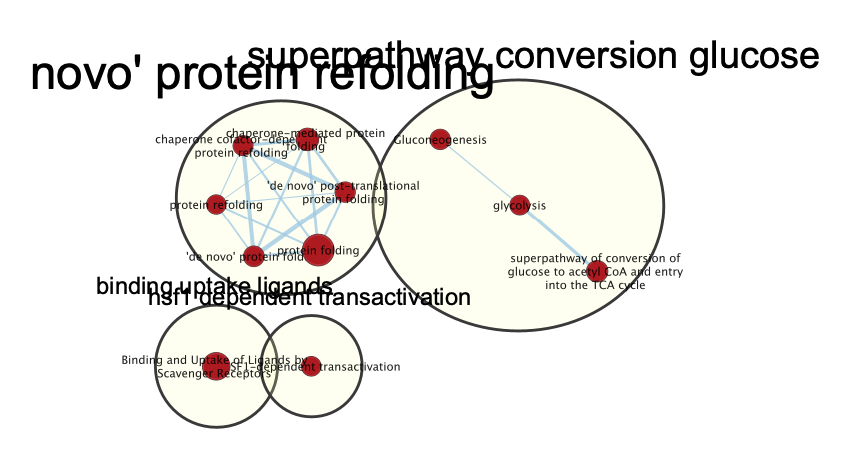 superpathway conversion glucose
novo' protein refolding
chaperone-mediated protein
folding
chaperone cofactor-dependent
protein refolding
Gluconeogenesis
'de novo' post-translational
protein folding
protein refolding
glycolysis
protein folding
'de novo' protein fold
superpathway of conversion of
glucose to acetyl CoA and entry
into the TCA cycle
binding uptake ligands
hsf1 dependent transactivation
Binding and Uptake of Ligands by
Scavenger Receptors
SF1-dependent transactivation